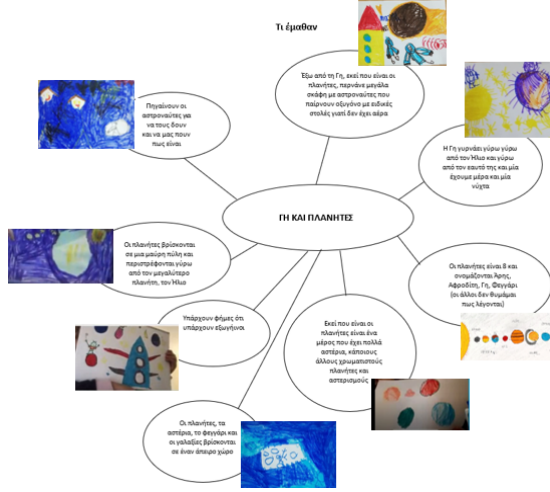 Τι έμαθαν
Έξω από τη Γη, εκεί που είναι οι
πλανήτες, περνάνε μεγάλα
σκάφη με αστροναύτες που
παίρνουν οξυγόνο με ειδικές
στολές γιατί δεν έχει αέρα
Πηγαίνουν οι
αστροναύτες για
να τους δουν
και να μας πουν
πως είναι
Η Γη γυρνάει γύρω γύρω
από τον Ήλιο και γύρω
από τον εαυτό της και μία
έχουμε μέρα και μία
νύχτα
ΓΗ ΚΑΙ ΠΛΑΝΗΤΕΣ
Οι πλανήτες βρίσκονται
σε μια μαύρη πύλη και
περιστρέφονται γύρω
από τον μεγαλύτερο
πλανήτη, τον Ήλιο
Οι πλανήτες είναι 8 και
ονομάζονται Άρης,
Αφροδίτη, Γη, Φεγγάρι
(οι άλλοι δεν θυμάμαι
πως λέγονται)
Υπάρχουν φήμες ότι
υπάρχουν εξωγήινοι
Εκεί που είναι οι
πλανήτες είναι ένα
μέρος που έχει πολλά
αστέρια, κάποιους
άλλους χρωματιστούς
πλανήτες και
αστερισμούς
Οι πλανήτες, τα
αστέρια, το φεγγάρι και
οι γαλαξίες βρίσκονται
σε έναν άπειρο χώρο